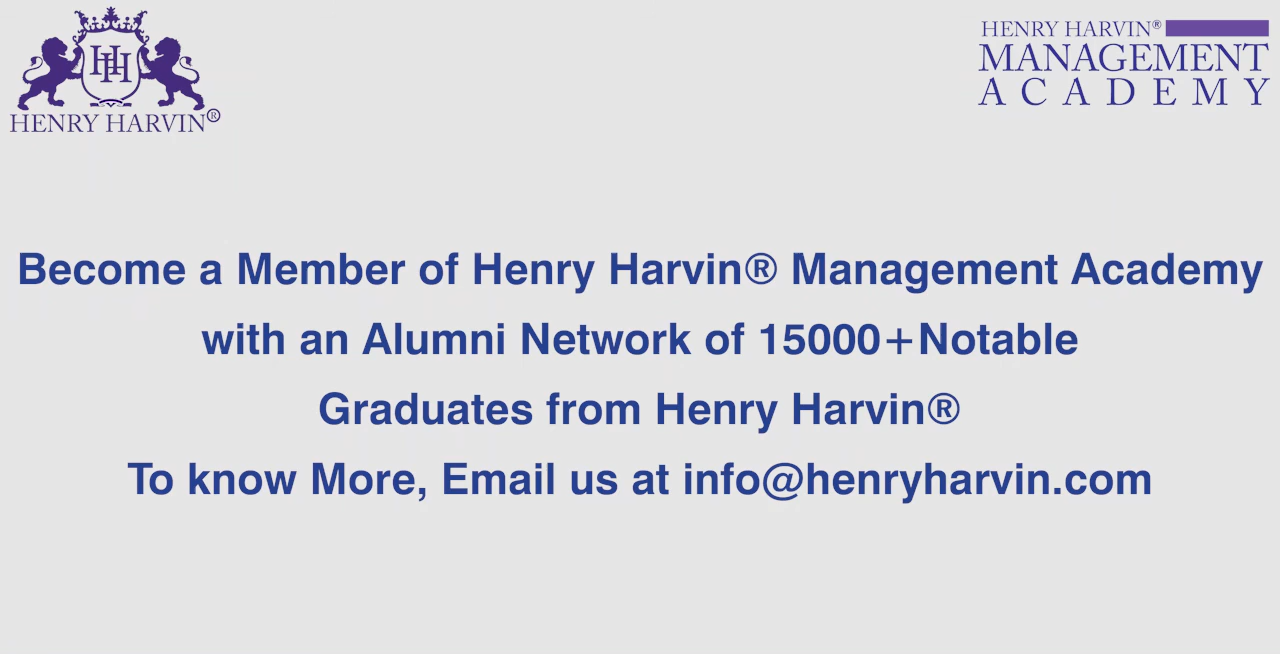 HENRY HARVIN®
HENRY HARVIN®
MANAGEMENT
ACADEMY
Become a Member of Henry Harvin® Management Academy
with an Alumni Network of 15000+Notable
Graduates from Henry Harvin®
To know More, Email us at info@henryharvin.com